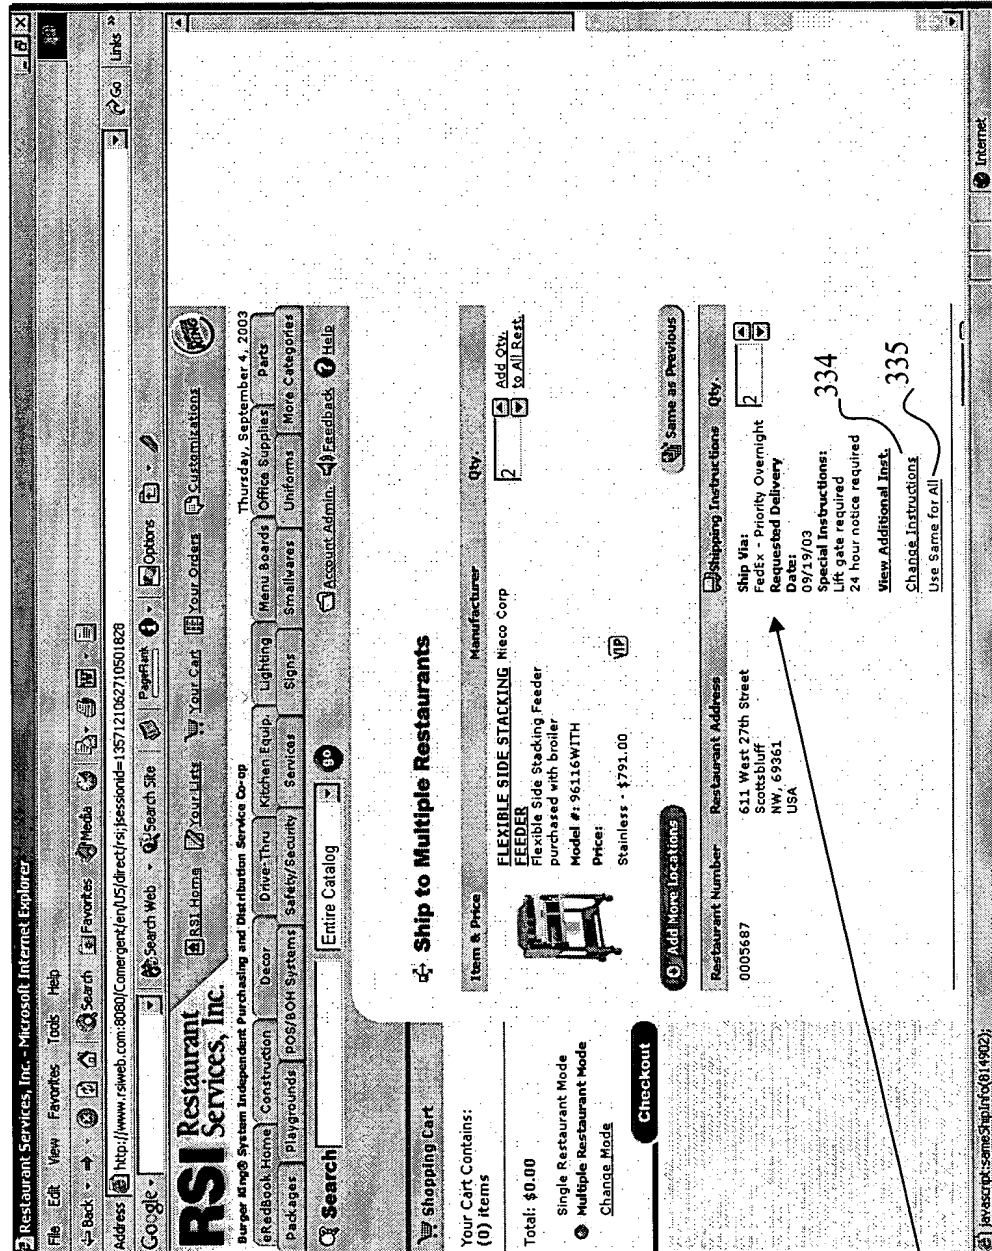 Restaurant Services, Inc. - Microsoft Internet Explorer
File Edit View Favorites Tools Help
Back Search Favorites Media
Address http://www.rsiweb.com:8080/Comergent/en/US/direct/rsi;jsessionid=1357121062710501828 Go Links »
Google Search Web Search Site PageRank Options
RSI Restaurant Services, Inc.
RSI Home Your Lists Your Cart Your Orders Customizations
Burger King® System Independent Purchasing and Distribution Service Co-op
Thursday, September 4, 2003
eRedBook Home Construction Decor Drive-Thru Kitchen Equip. Lighting Menu Boards Office Supplies Parts
Packages Playgrounds POS/BOH Systems Safety/Security Services Signs Smallwares Uniforms More Categories
Search Entire Catalog go Account Admin. Feedback Help
Shopping Cart
Your Cart Contains:
(0) items
Total: $0.00
Single Restaurant Mode
Multiple Restaurant Mode
Change Mode
Checkout
Ship to Multiple Restaurants
Item & Price Manufacturer Qty.
FLEXIBLE SIDE STACKING FEEDER
Nieco Corp
2
Add Qty. to All Rest.
Flexible Side Stacking Feeder
purchased with broiler
Model #: 96116WITH
Price:
Stainless - $791.00 VIP
Add More Locations Same as Previous
Restaurant Number Restaurant Address Shipping Instructions Qty.
0005687
611 West 27th Street
Scottsbluff
NW, 69361
USA
Ship Via:
FedEx - Priority Overnight
Requested Delivery
Date:
09/19/03
Special Instructions:
Lift gate required
24 hour notice required
View Additional Inst.
Change Instructions
Use Same for All
2
334
335
javascript:sameShipInfo(814902);
Internet